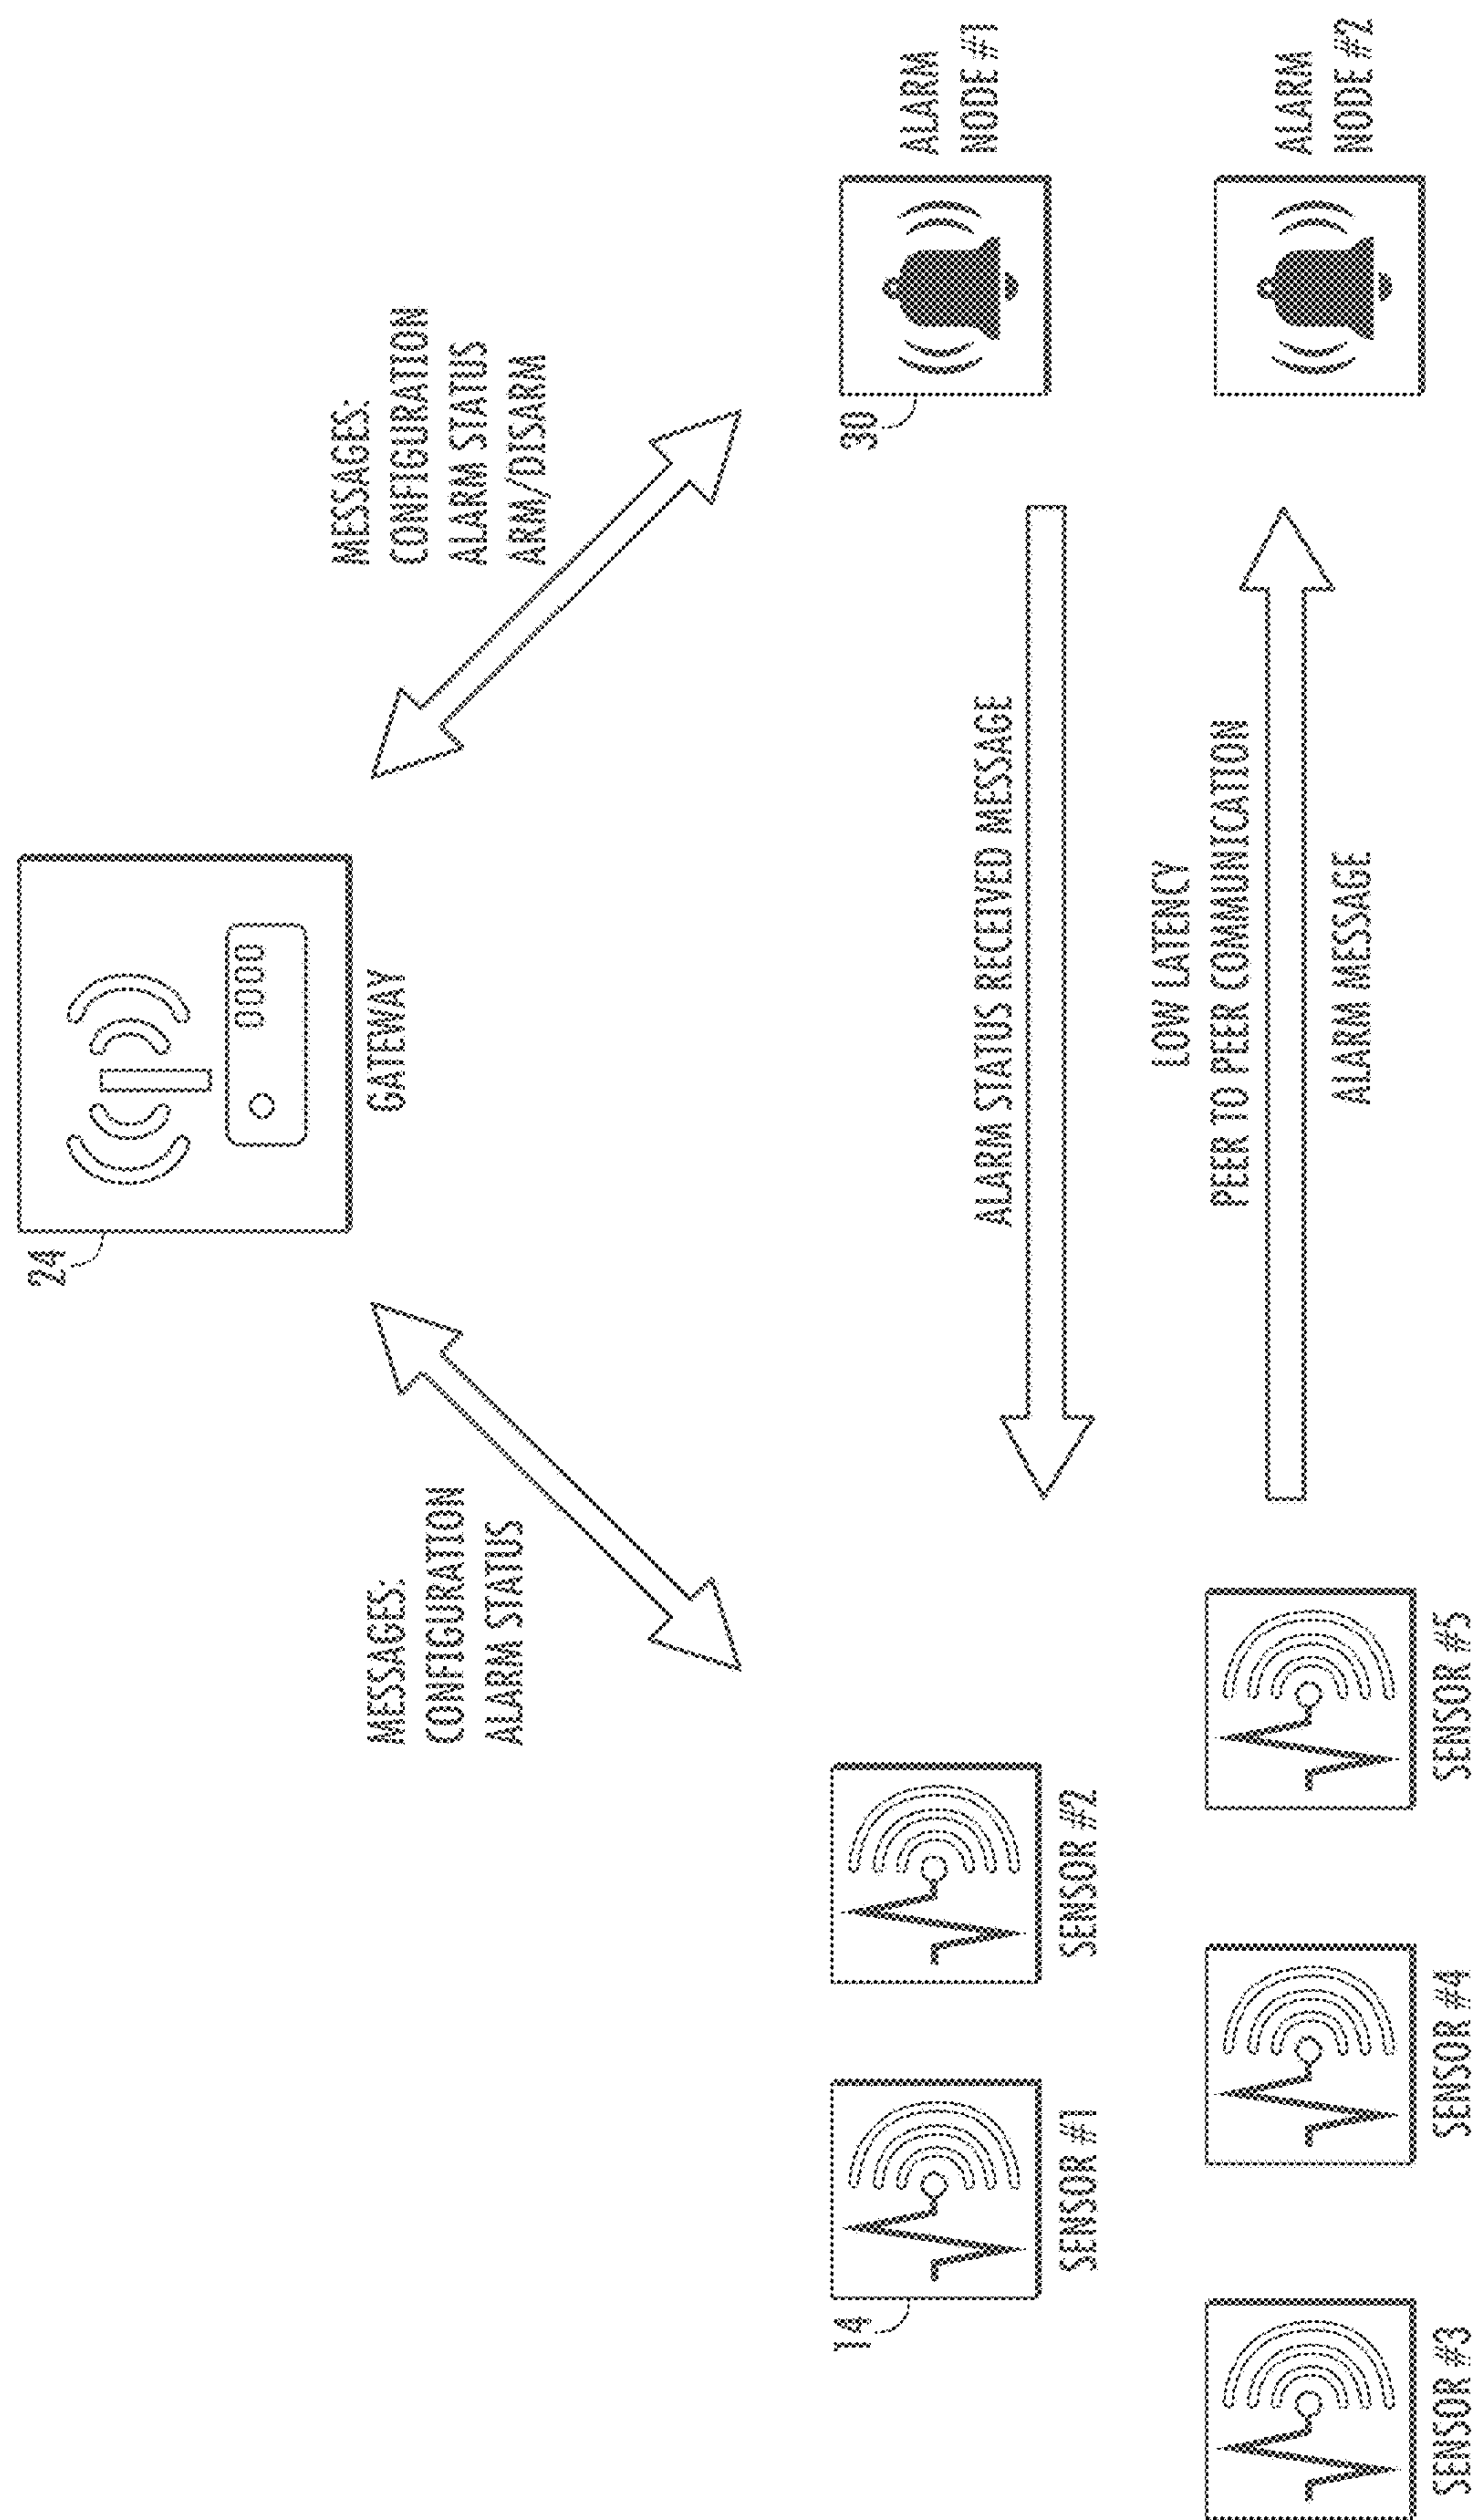 24
GATEWAY
MESSAGES:
CONFIGURATION
ALARM STATUS
MESSAGES:
CONFIGURATION
ALARM STATUS
ARM/DISARM
14
SENSOR #1
SENSOR #2
SENSOR #3
SENSOR #4
SENSOR #5
ALARM STATUS RECEIVED MESSAGE
LOW LATENCY
PEER TO PEER COMMUNICATION
ALARM MESSAGE
30
ALARM
NODE #1
ALARM
NODE #2